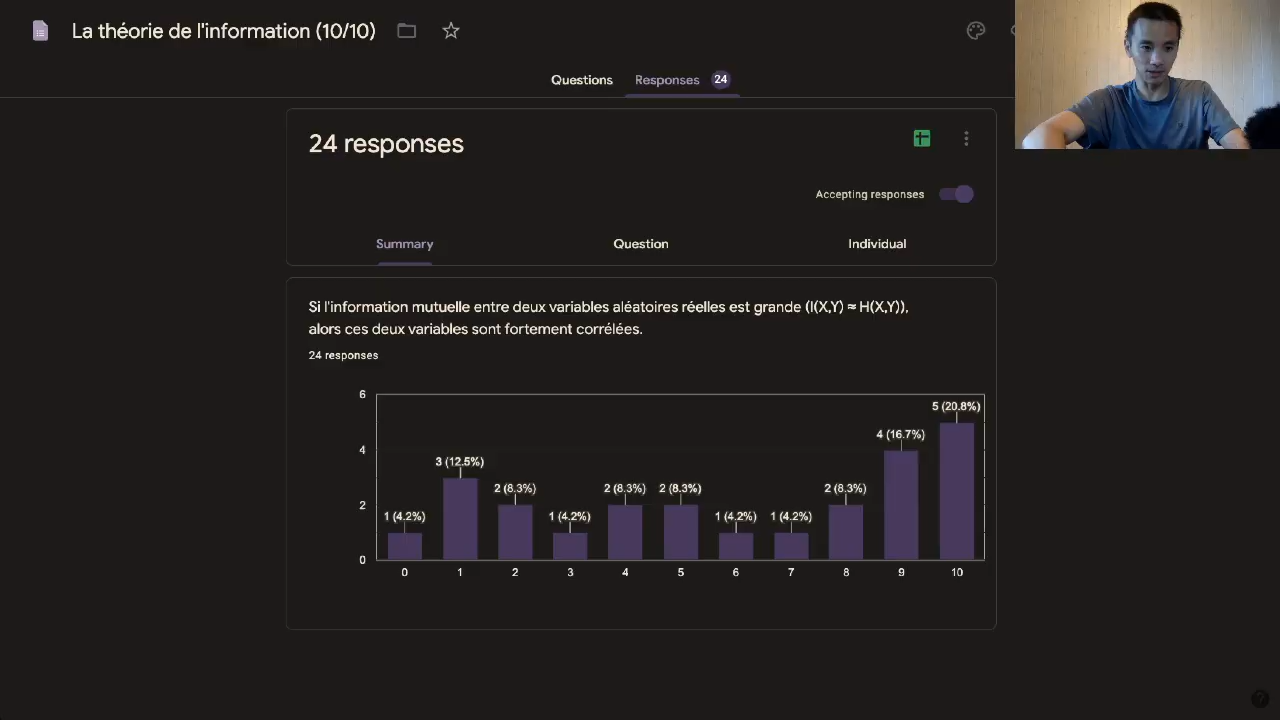 La théorie de l'information (10/10)
Questions
Responses 24
24 responses
Accepting responses
Summary
Question
Individual
Si l'information mutuelle entre deux variables aléatoires réelles est grande (I(X,Y) ≈ H(X,Y)),
alors ces deux variables sont fortement corrélées.
24 responses
6
4
2
0
1 (4.2%)
3 (12.5%)
2 (8.3%)
1 (4.2%)
2 (8.3%)
2 (8.3%)
1 (4.2%)
1 (4.2%)
2 (8.3%)
4 (16.7%)
5 (20.8%)
0 1 2 3 4 5 6 7 8 9 10